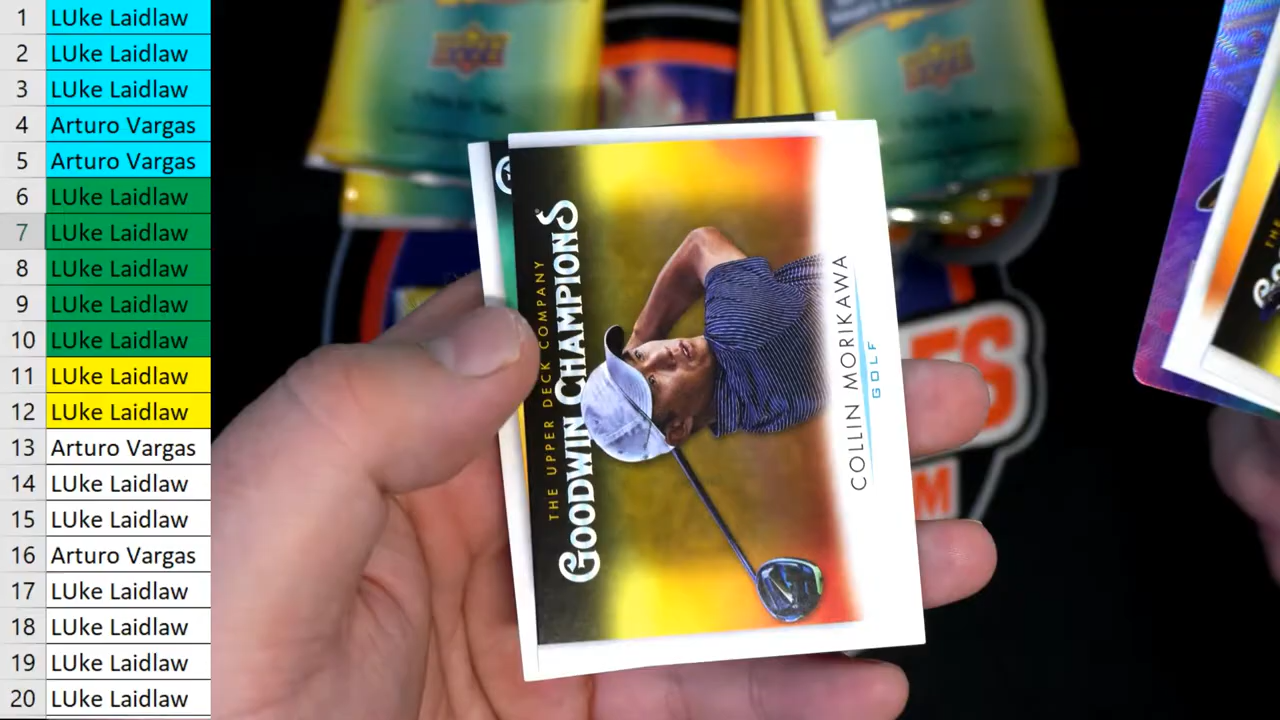 1 LUke Laidlaw
2 LUke Laidlaw
3 LUke Laidlaw
4 Arturo Vargas
5 Arturo Vargas
6 LUke Laidlaw
7 LUke Laidlaw
8 LUke Laidlaw
9 LUke Laidlaw
10 LUke Laidlaw
11 LUke Laidlaw
12 LUke Laidlaw
13 Arturo Vargas
14 LUke Laidlaw
15 LUke Laidlaw
16 Arturo Vargas
17 LUke Laidlaw
18 LUke Laidlaw
19 LUke Laidlaw
20 LUke Laidlaw
THE UPPER DECK COMPANY
GOODWIN CHAMPIONS
COLLIN MORIKAWA
GOLF